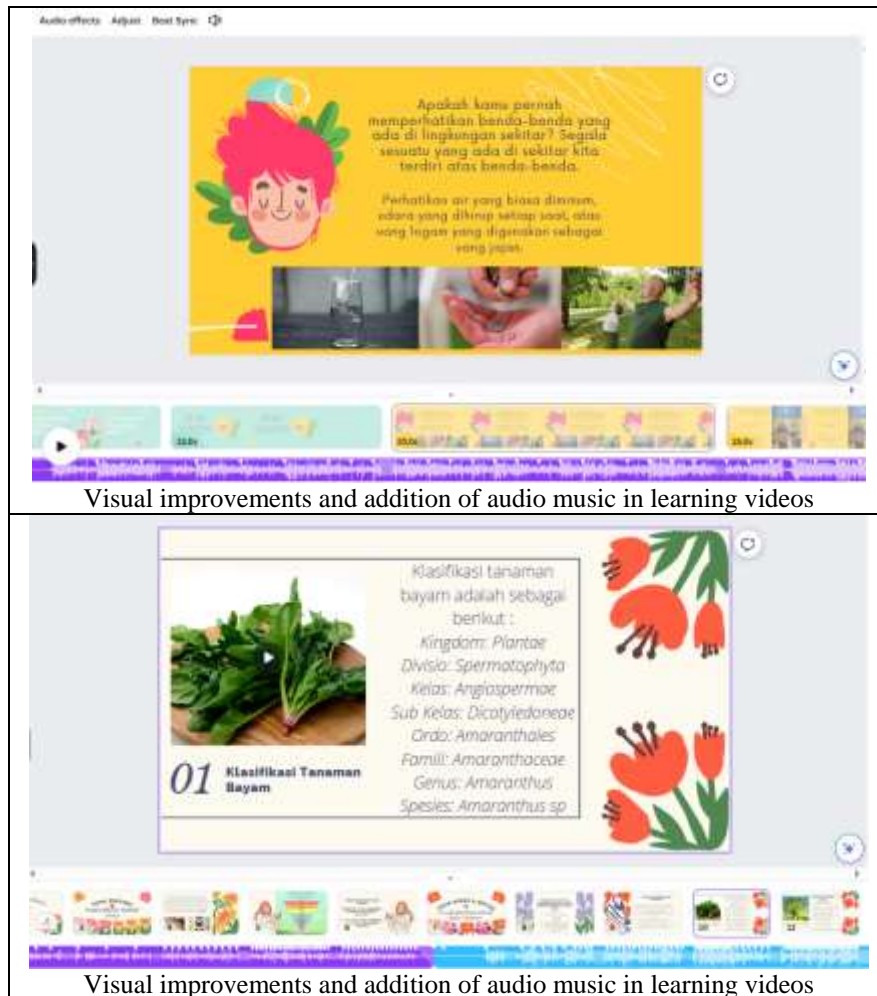 Audio effects Adjust Beat Sync
Apakah kamu pernah
memperhatikan benda-benda yang
ada di lingkungan sekitar? Segala
sesuatu yang ada di sekitar kita
terdiri atas benda-benda.
Perhatikan air yang biasa diminum,
udara yang dihirup setiap saat, atau
uang logam yang digunakan sebagai
uang jajan.
Visual improvements and addition of audio music in learning videos
Klasifikasi tanaman
bayam adalah sebagai
berikut :
Kingdom: Plantae
Divisio: Spermatophyta
Kelas: Angiospermae
Sub Kelas: Dicotyledoneae
Ordo: Amaranthales
Famili: Amaranthaceae
Genus: Amaranthus
Spesies: Amaranthus sp
01 Klasifikasi Tanaman
Bayam
Visual improvements and addition of audio music in learning videos